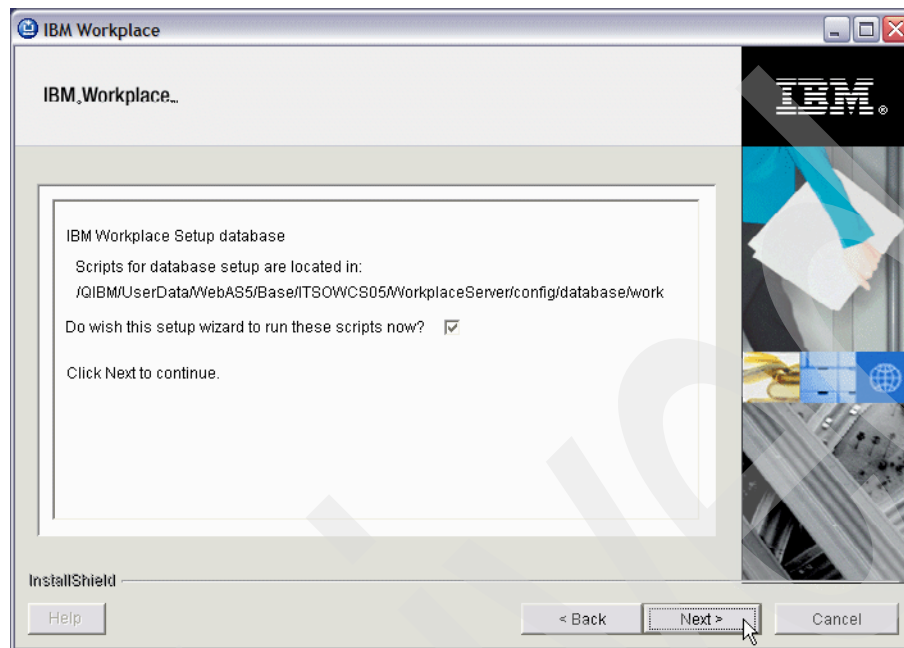 IBM Workplace
IBM Workplace™
IBM®
IBM Workplace Setup database
Scripts for database setup are located in:
/QIBM/UserData/WebAS5/Base/ITSOWCS05/WorkplaceServer/config/database/work
Do wish this setup wizard to run these scripts now?
Click Next to continue.
InstallShield
Help
< Back
Next >
Cancel